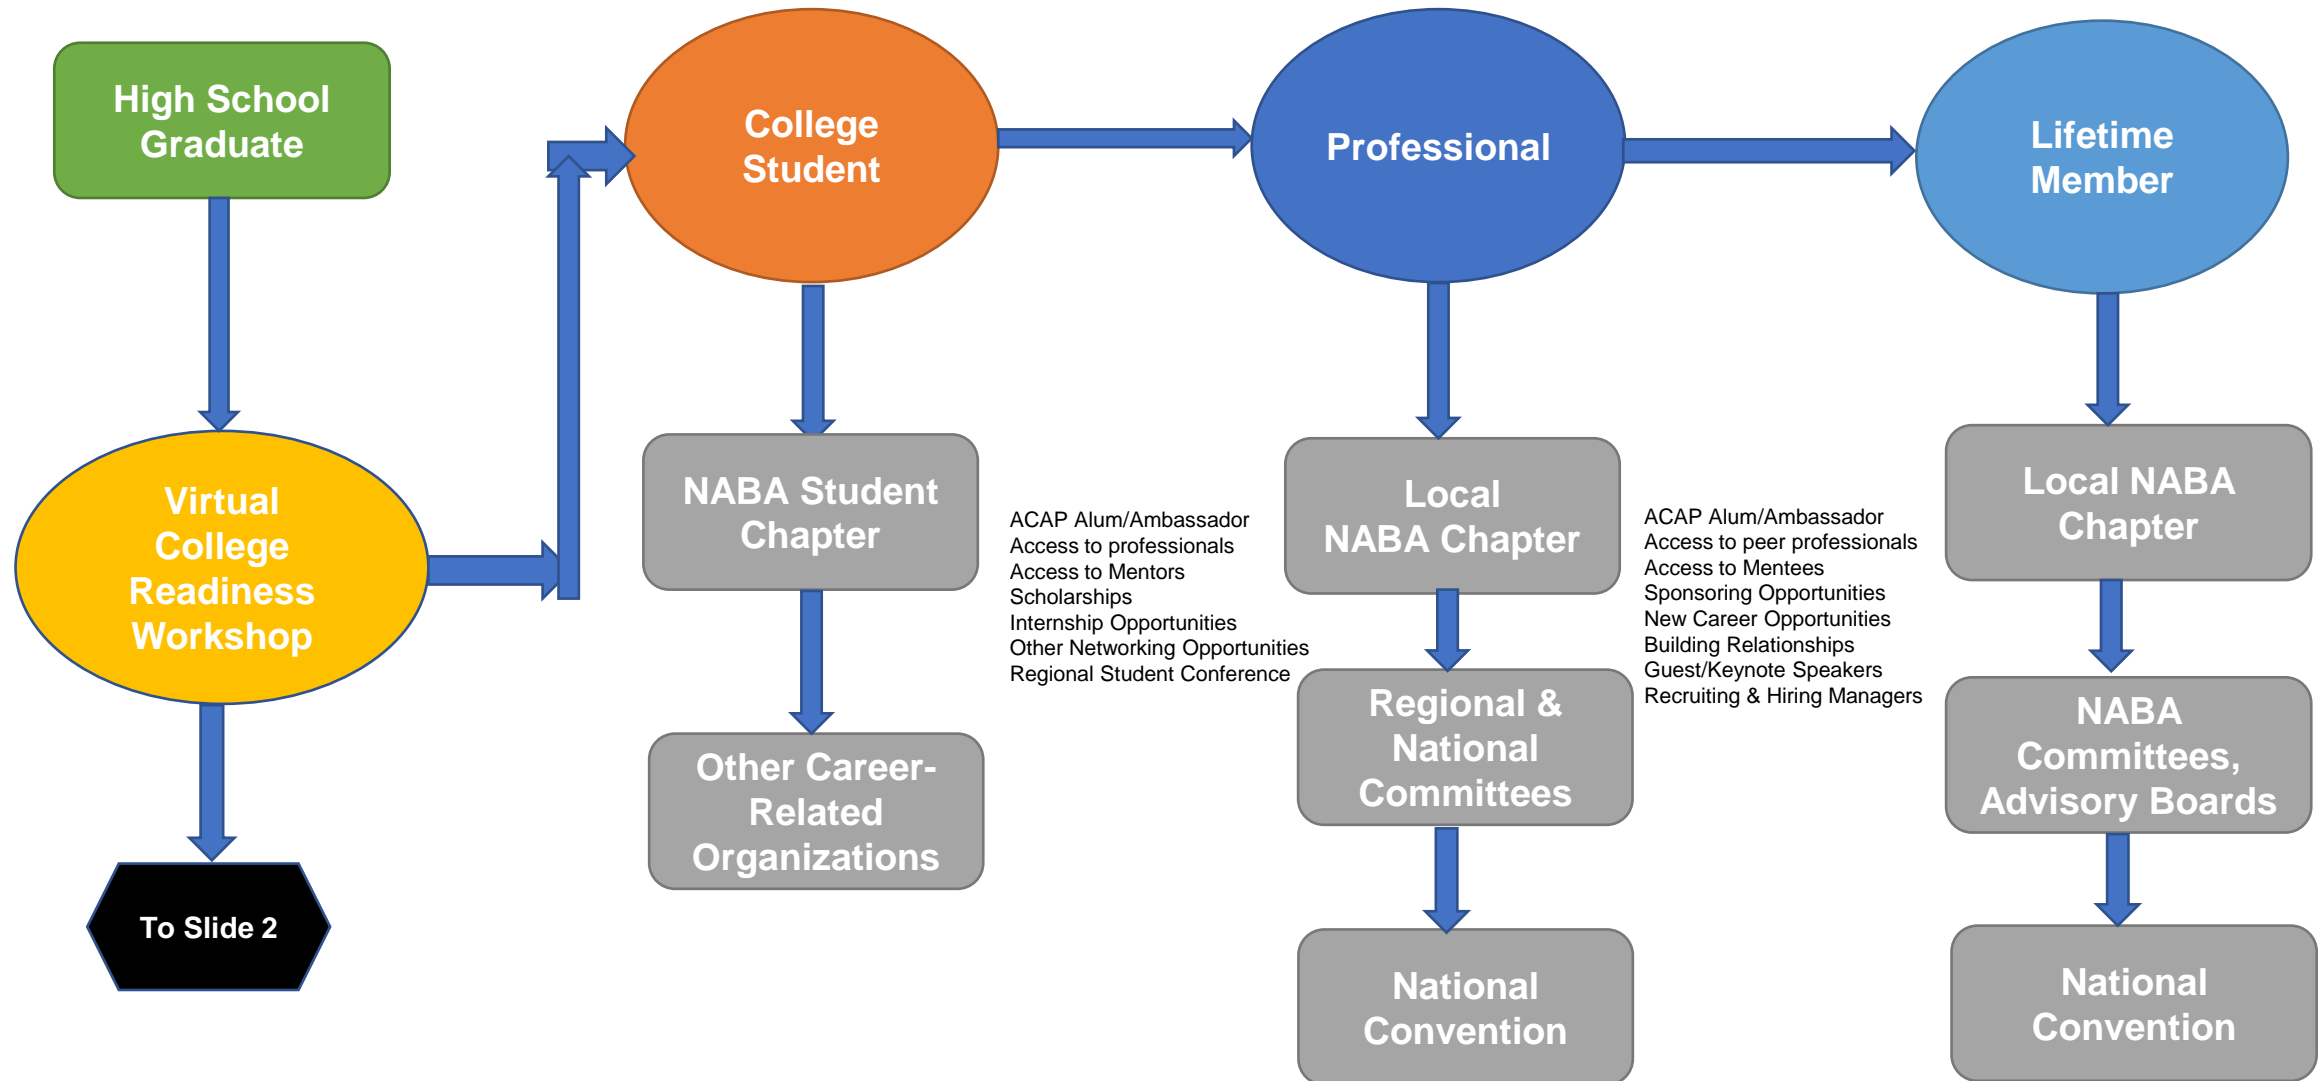 High School
Graduate
College
Student
Professional
Lifetime
Member
Virtual
College
Readiness
Workshop
To Slide 2
NABA Student
Chapter
Other Career-
Related
Organizations
ACAP Alum/Ambassador
Access to professionals
Access to Mentors
Scholarships
Internship Opportunities
Other Networking Opportunities
Regional Student Conference
Local
NABA Chapter
Regional &
National
Committees
National
Convention
ACAP Alum/Ambassador
Access to peer professionals
Access to Mentees
Sponsoring Opportunities
New Career Opportunities
Building Relationships
Guest/Keynote Speakers
Recruiting & Hiring Managers
Local NABA
Chapter
NABA
Committees,
Advisory Boards
National
Convention